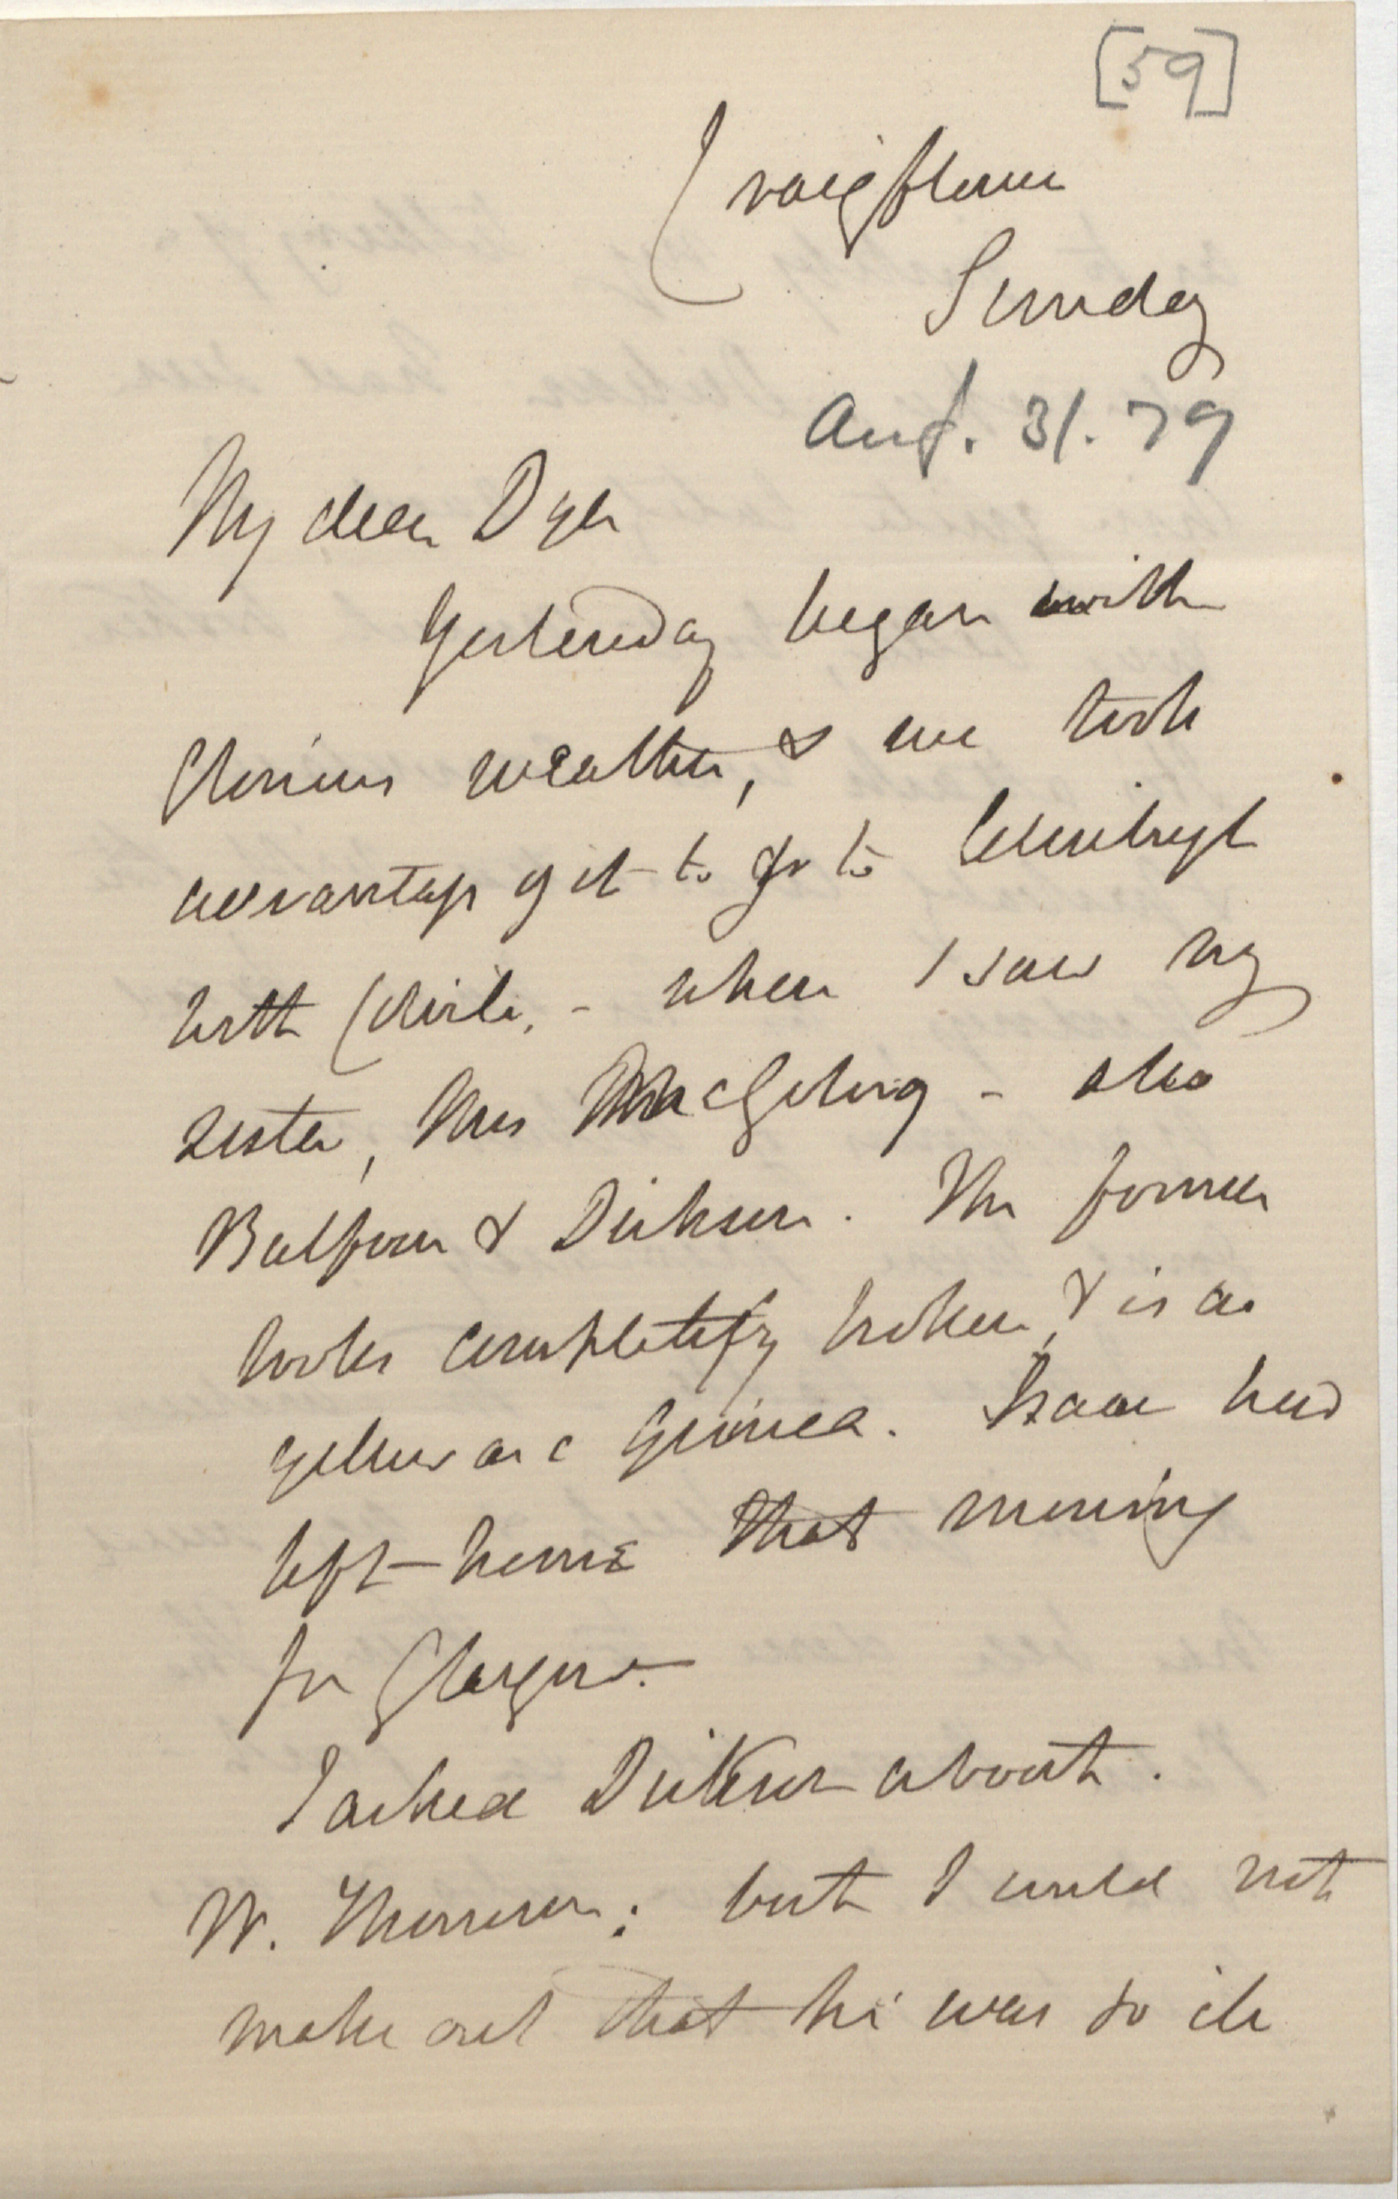 [59]
Craigflower
Sunday
Aug. 31. 79
My dear Dyer
Yesterday began with
Glorious weather, & we took
advantage of it to go to Edinburgh
with Childe, - where I saw my
sister, Mrs MacGilvray - also
Balfour & Dickson. The former
looks completely broken, & is as
yellow as a Guinea. Isaac had
left home that morning
for Glasgow.
I asked Dickson about
W. Morrison; but I could not
make out that he was so ill